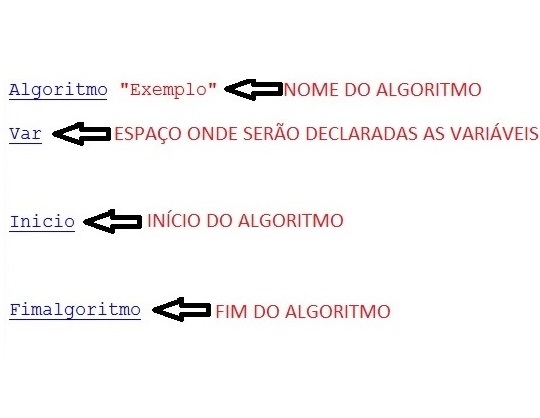 Algoritmo "Exemplo" NOME DO ALGORITMO
Var ESPAÇO ONDE SERÃO DECLARADAS AS VARIÁVEIS
Inicio INÍCIO DO ALGORITMO
Fimalgoritmo FIM DO ALGORITMO